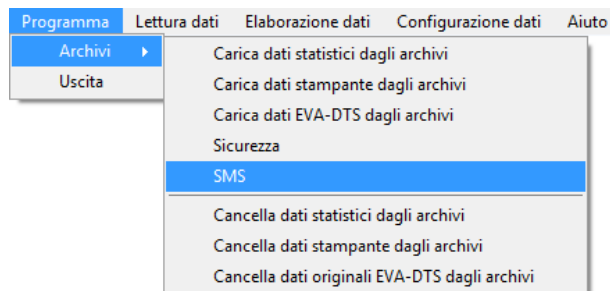 Programma Lettura dati Elaborazione dati Configurazione dati Aiuto
Archivi
Uscita
Carica dati statistici dagli archivi
Carica dati stampante dagli archivi
Carica dati EVA-DTS dagli archivi
Sicurezza
SMS
Cancella dati statistici dagli archivi
Cancella dati stampante dagli archivi
Cancella dati originali EVA-DTS dagli archivi